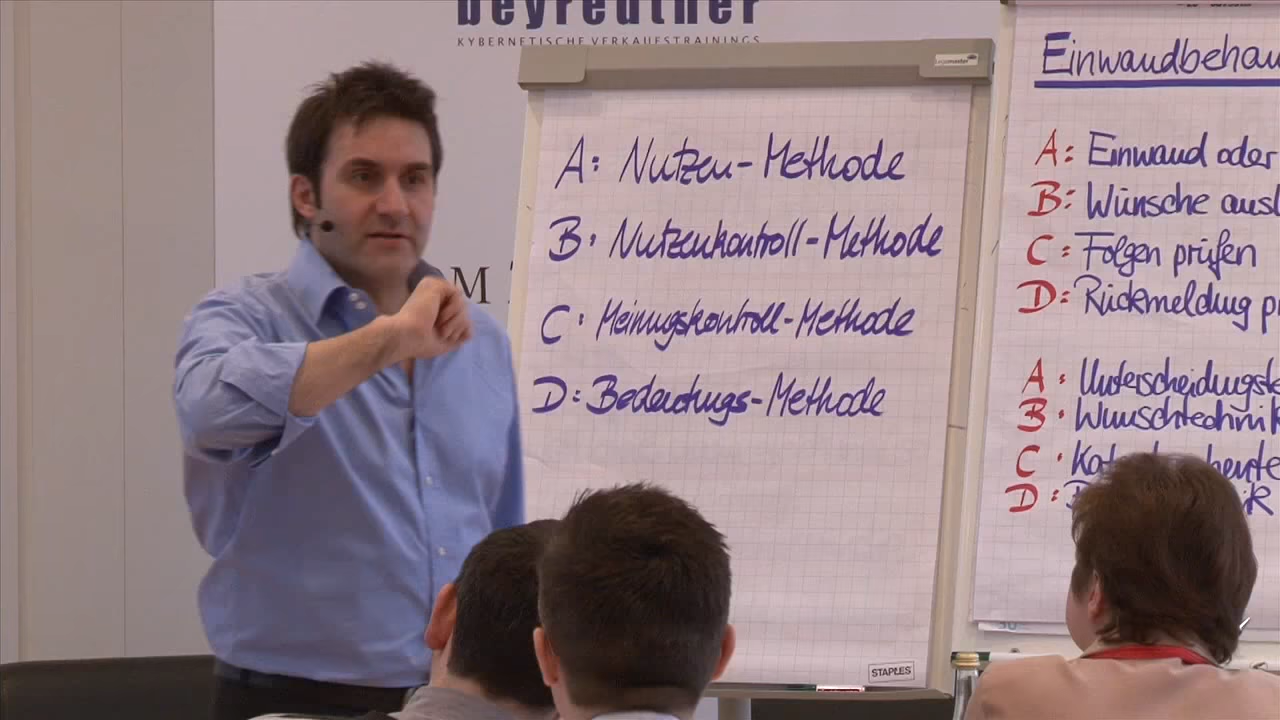 beyreuther
KYBERNETISCHE VERKAUFSTRAININGS
OM
A: Nutzen-Methode
B: Nutzenkontroll-Methode
C: Meinungskontroll-Methode
D: Bedeutungs-Methode
STAPLES
Einwandbehan
A: Einwand oder
B: Wünsche ausl
C: Folgen prüfen
D: Rückmeldung p
A: Unterscheidungste
B: Wunschtechnik
C:
D: